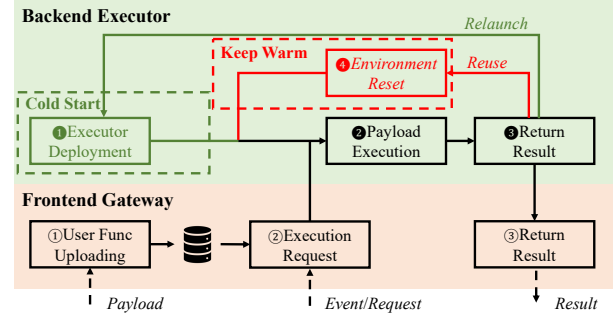 Backend Executor
Relaunch
Keep Warm
❹Environment
Reset
Reuse
Cold Start
❶Executor
Deployment
❷Payload
Execution
❸Return
Result
Frontend Gateway
①User Func
Uploading
②Execution
Request
③Return
Result
Payload
Event/Request
Result